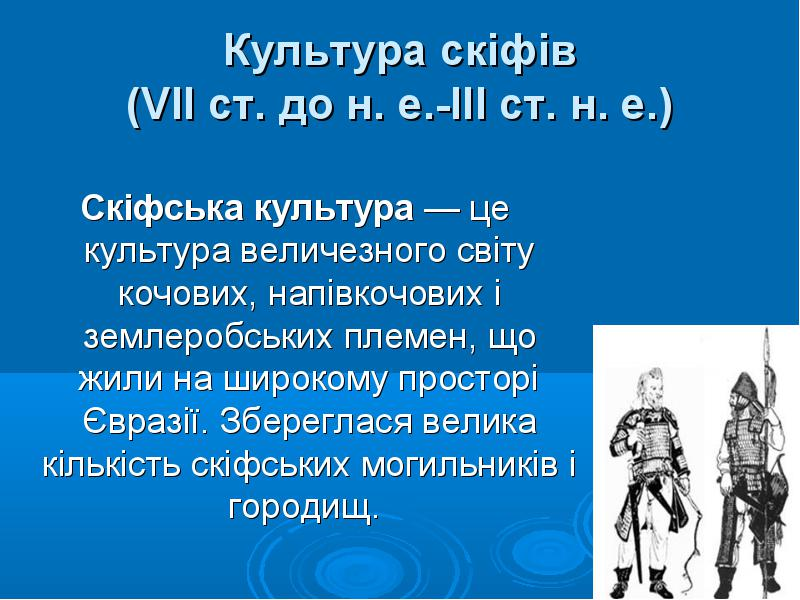 Культура скіфів
(VII ст. до н. е.-III ст. н. е.)
Скіфська культура — це
культура величезного світу
кочових, напівкочових і
землеробських племен, що
жили на широкому просторі
Євразії. Збереглася велика
кількість скіфських могильників і
городищ.